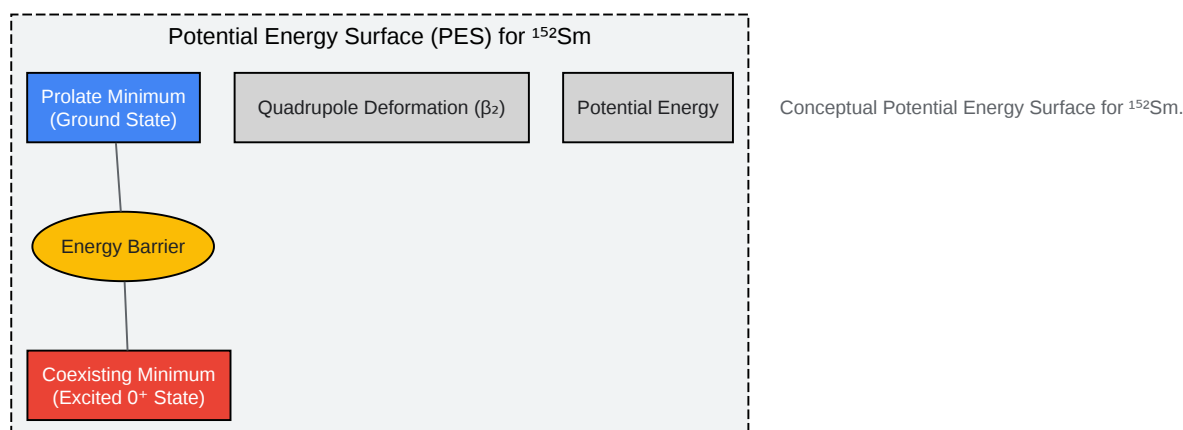 Potential Energy Surface (PES) for ¹⁵²Sm
Prolate Minimum
(Ground State)
Quadrupole Deformation (β₂)
Potential Energy
Conceptual Potential Energy Surface for ¹⁵²Sm.
Energy Barrier
Coexisting Minimum
(Excited 0⁺ State)